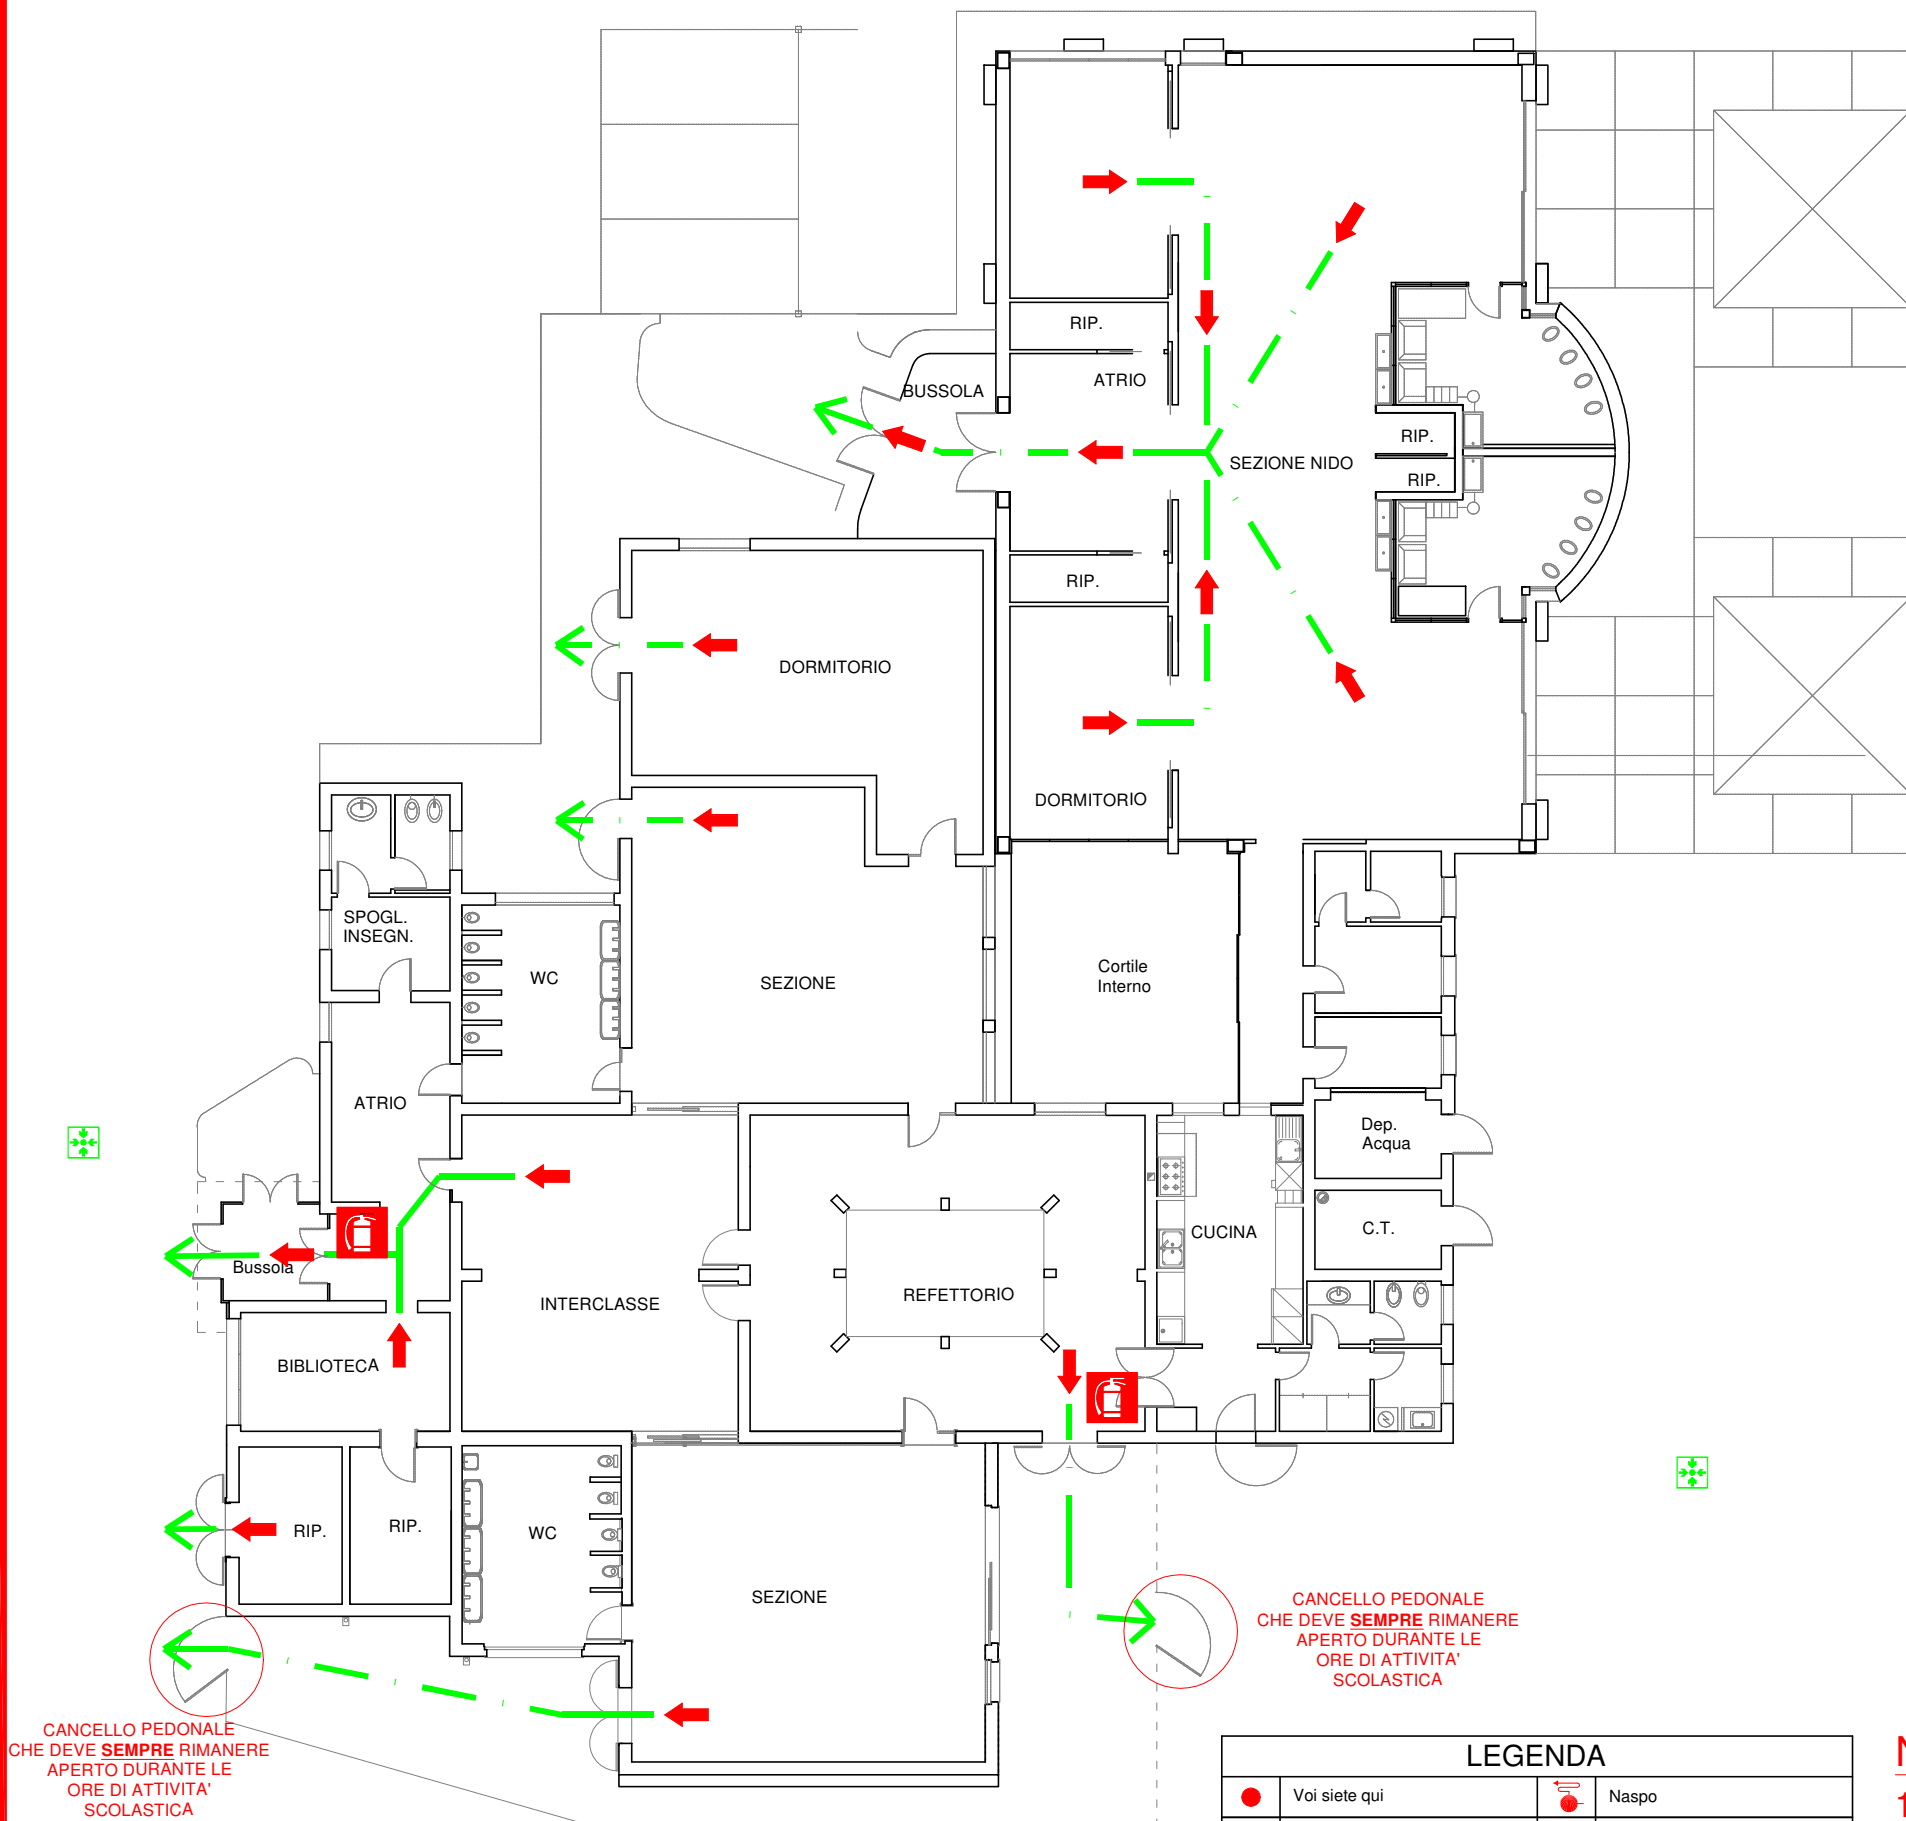 RIP.
BUSSOLA
ATRIO
RIP.
SEZIONE NIDO
RIP.
RIP.
DORMITORIO
DORMITORIO
SPOGL.
INSEGN.
WC
SEZIONE
Cortile
Interno
ATRIO
Dep.
Acqua
CUCINA
C.T.
Bussola
INTERCLASSE
REFETTORIO
BIBLIOTECA
RIP.
RIP.
WC
SEZIONE
CANCELLO PEDONALE
CHE DEVE SEMPRE RIMANERE
APERTO DURANTE LE
ORE DI ATTIVITA'
SCOLASTICA
CANCELLO PEDONALE
CHE DEVE SEMPRE RIMANERE
APERTO DURANTE LE
ORE DI ATTIVITA'
SCOLASTICA
LEGENDA
Voi siete qui
Naspo